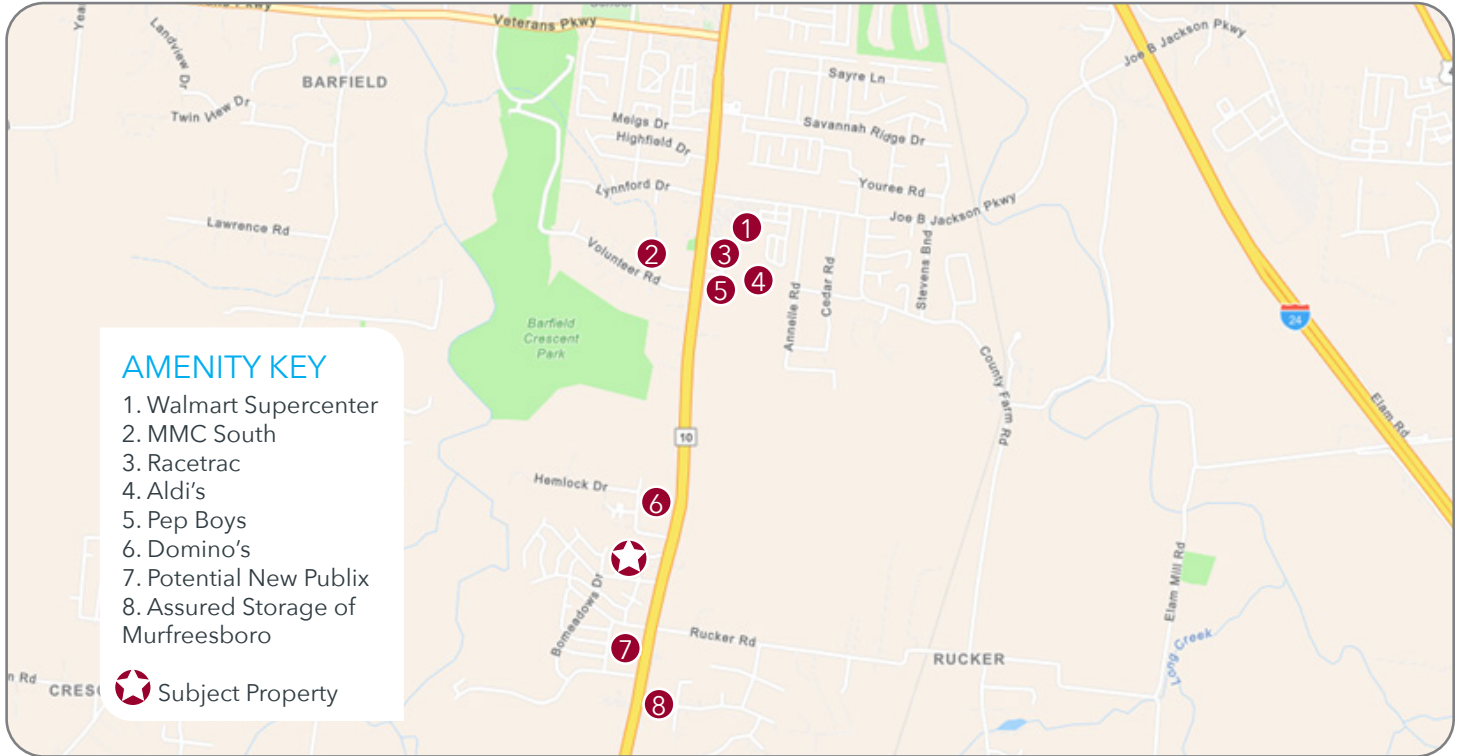 Pkwy
Veterans Pkwy
School
Landview Dr
BARFIELD
Twin View Dr
Joe B Jackson Pkwy
Sayre Ln
Meigs Dr
Highfield Dr
Savannah Ridge Dr
Lynnford Dr
Youree Rd
Joe B Jackson Pkwy
Lawrence Rd
Volunteer Rd
Stevens Bnd
1
2
3
4
5
Annelle Rd
Cedar Rd
24
Barfield
Crescent
Park
County Farm Rd
Elam Rd
10
AMENITY KEY
1. Walmart Supercenter
2. MMC South
3. Racetrac
4. Aldi's
5. Pep Boys
6. Domino's
7. Potential New Publix
8. Assured Storage of
Murfreesboro
Subject Property
Hemlock Dr
6
Bomeadows Dr
Elam Mill Rd
Rucker Rd
7
RUCKER
Long Creek
8
n Rd
CRES